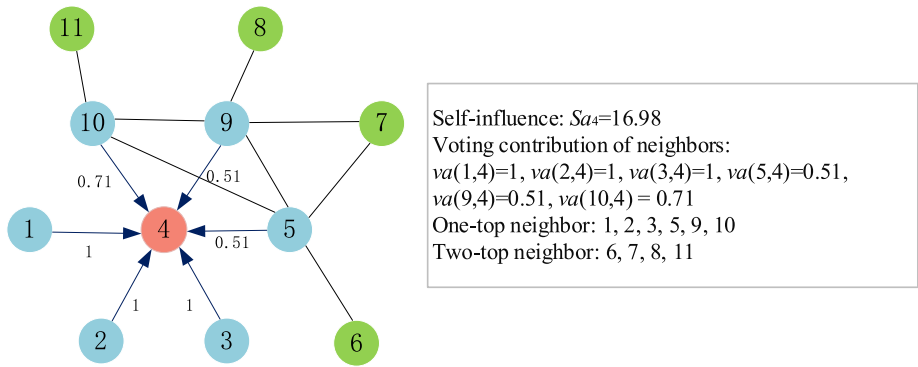 11
8
10
9
7
0.71
0.51
1
4
5
1
0.51
1
1
2
3
6
Self-influence: Sa4=16.98
Voting contribution of neighbors:
va(1,4)=1, va(2,4)=1, va(3,4)=1, va(5,4)=0.51,
va(9,4)=0.51, va(10,4) = 0.71
One-top neighbor: 1, 2, 3, 5, 9, 10
Two-top neighbor: 6, 7, 8, 11